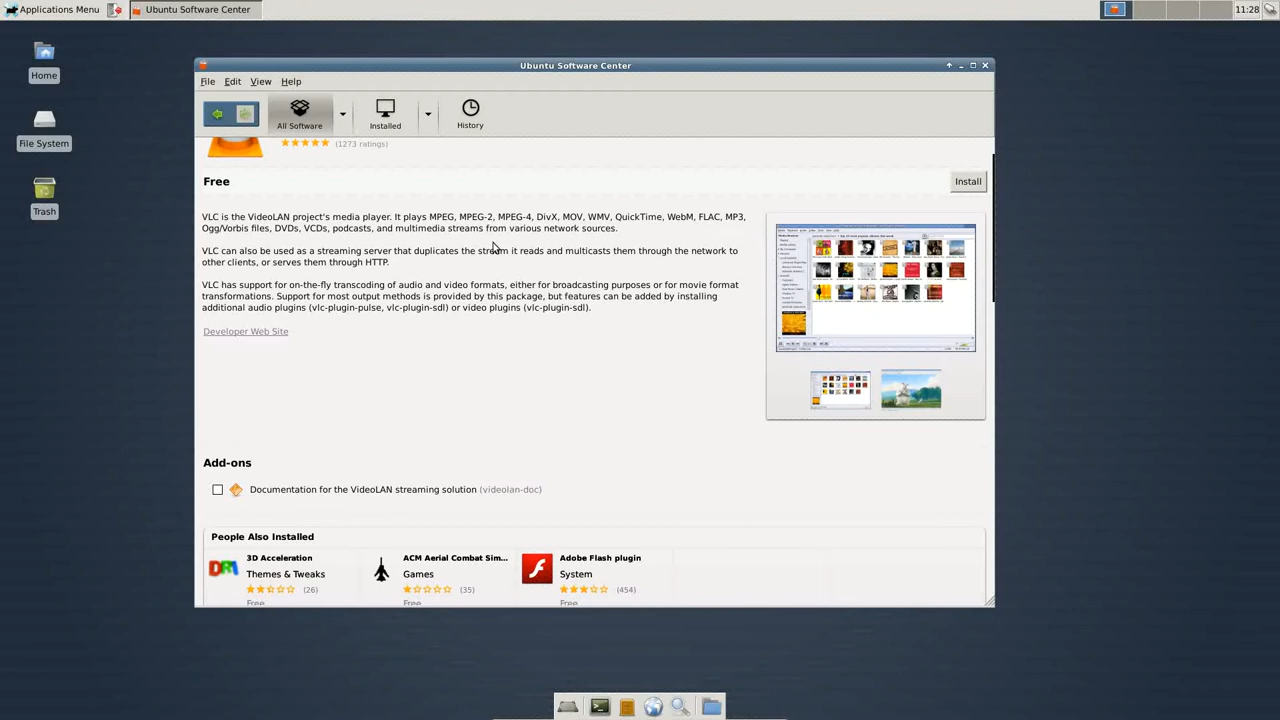 Applications Menu
Ubuntu Software Center
11:28
Home
File System
Trash
Ubuntu Software Center
File Edit View Help
All Software
Installed
History
(1273 ratings)
Free
Install
VLC is the VideoLAN project's media player. It plays MPEG, MPEG-2, MPEG-4, DivX, MOV, WMV, QuickTime, WebM, FLAC, MP3,
Ogg/Vorbis files, DVDs, VCDs, podcasts, and multimedia streams from various network sources.
VLC can also be used as a streaming server that duplicates the stream it reads and multicasts them through the network to
other clients, or serves them through HTTP.
VLC has support for on-the-fly transcoding of audio and video formats, either for broadcasting purposes or for movie format
transformations. Support for most output methods is provided by this package, but features can be added by installing
additional audio plugins (vlc-plugin-pulse, vlc-plugin-sdl) or video plugins (vlc-plugin-sdl).
Developer Web Site
Add-ons
Documentation for the VideoLAN streaming solution (videolan-doc)
People Also Installed
3D Acceleration
Themes & Tweaks
(26)
Free
ACM Aerial Combat Sim...
Games
(35)
Free
Adobe Flash plugin
System
(454)
Free